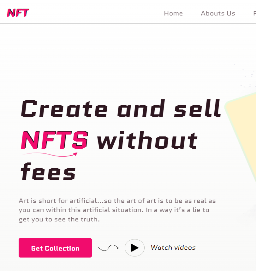 NFT
Home Abouts Us
Create and sell
NFTS without
fees
Art is short for artificial...so the art of art is to be as real as
you can within this artificial situation. In a way it's a lie to
get you to see the truth.
Get Collection Watch videos